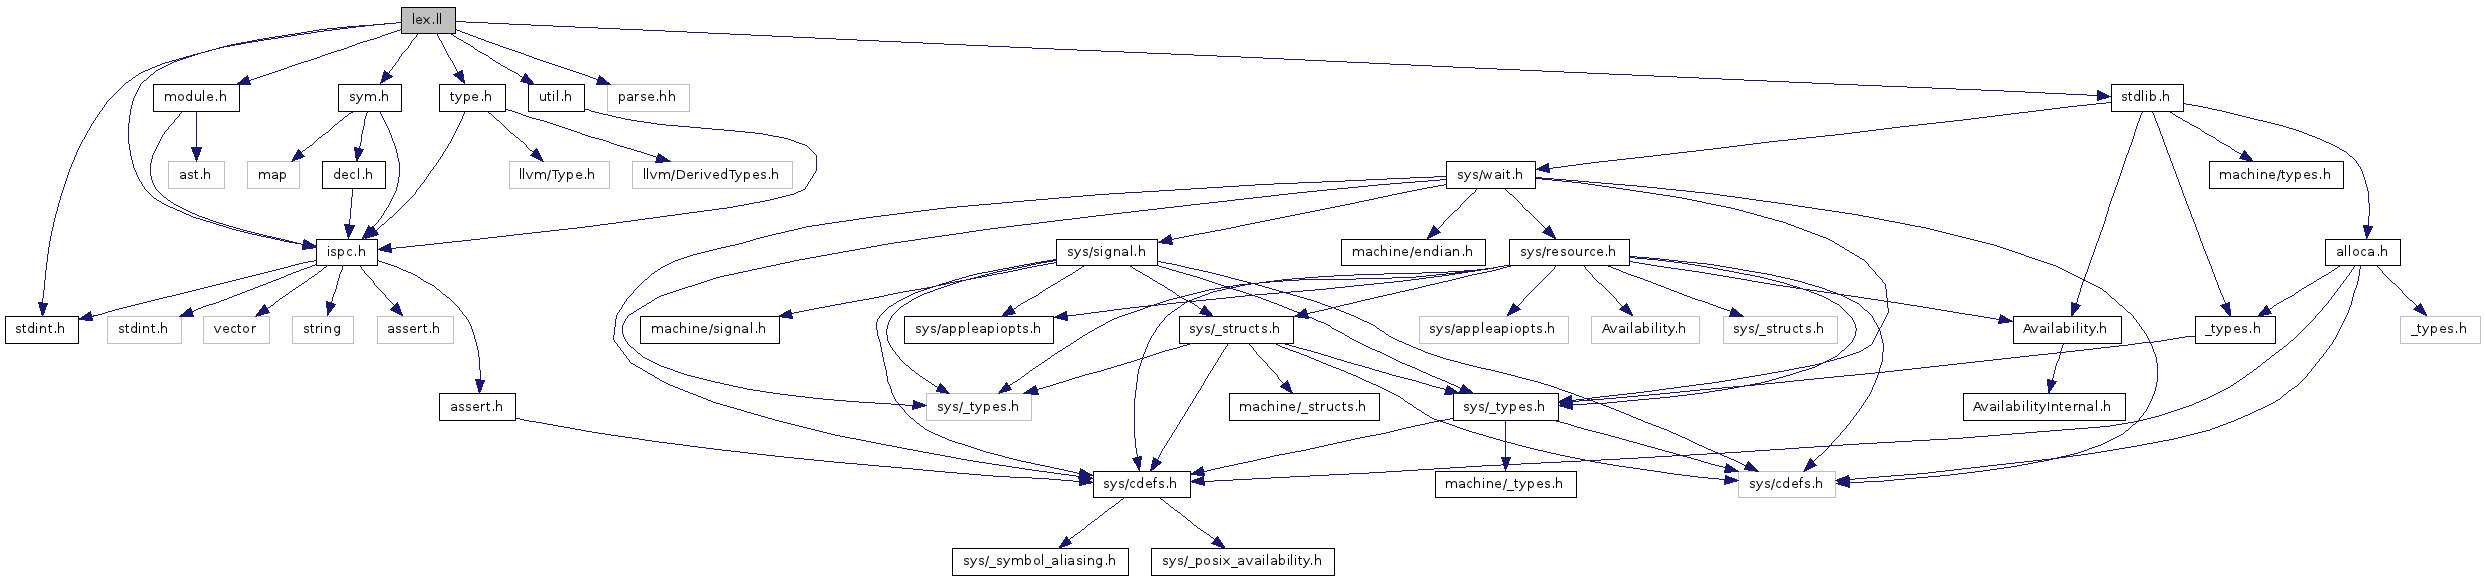 lex.ll
module.h
sym.h
type.h
util.h
parse.hh
stdlib.h
ast.h
map
decl.h
llvm/Type.h
llvm/DerivedTypes.h
sys/wait.h
machine/types.h
ispc.h
sys/signal.h
machine/endian.h
sys/resource.h
alloca.h
stdint.h
stdint.h
vector
string
assert.h
machine/signal.h
sys/appleapiopts.h
sys/_structs.h
sys/appleapiopts.h
Availability.h
sys/_structs.h
Availability.h
_types.h
_types.h
assert.h
sys/_types.h
machine/_structs.h
sys/_types.h
AvailabilityInternal.h
sys/cdefs.h
machine/_types.h
sys/cdefs.h
sys/_symbol_aliasing.h
sys/_posix_availability.h